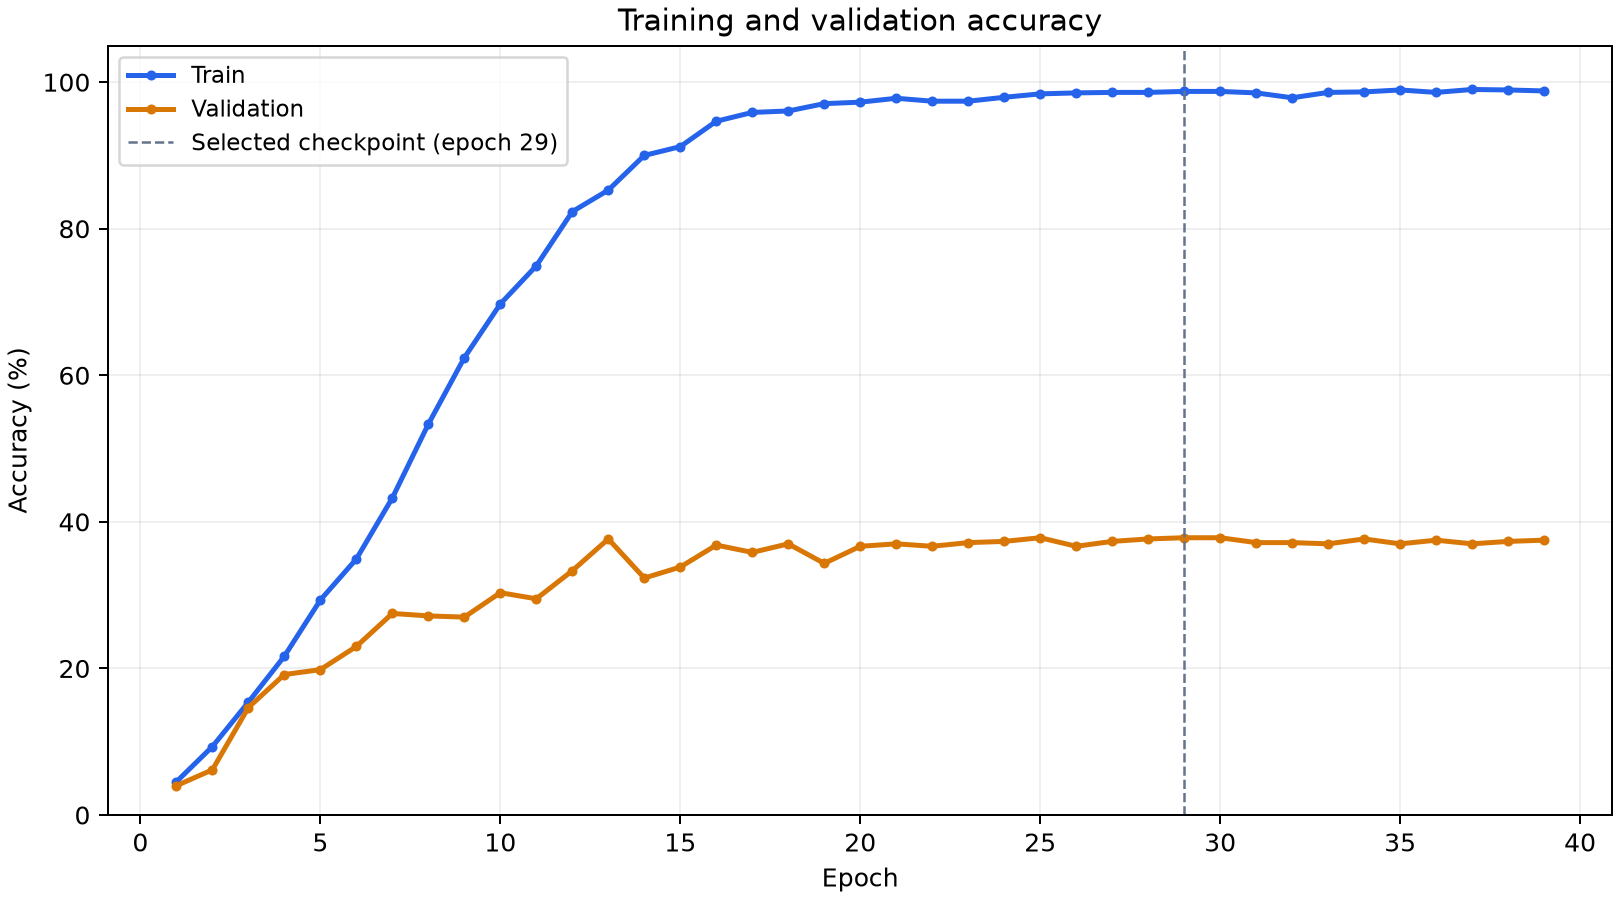 Training and validation accuracy
Train
Validation
Selected checkpoint (epoch 29)
Accuracy (%)
100
80
60
40
20
0
0 5 10 15 20 25 30 35 40
Epoch